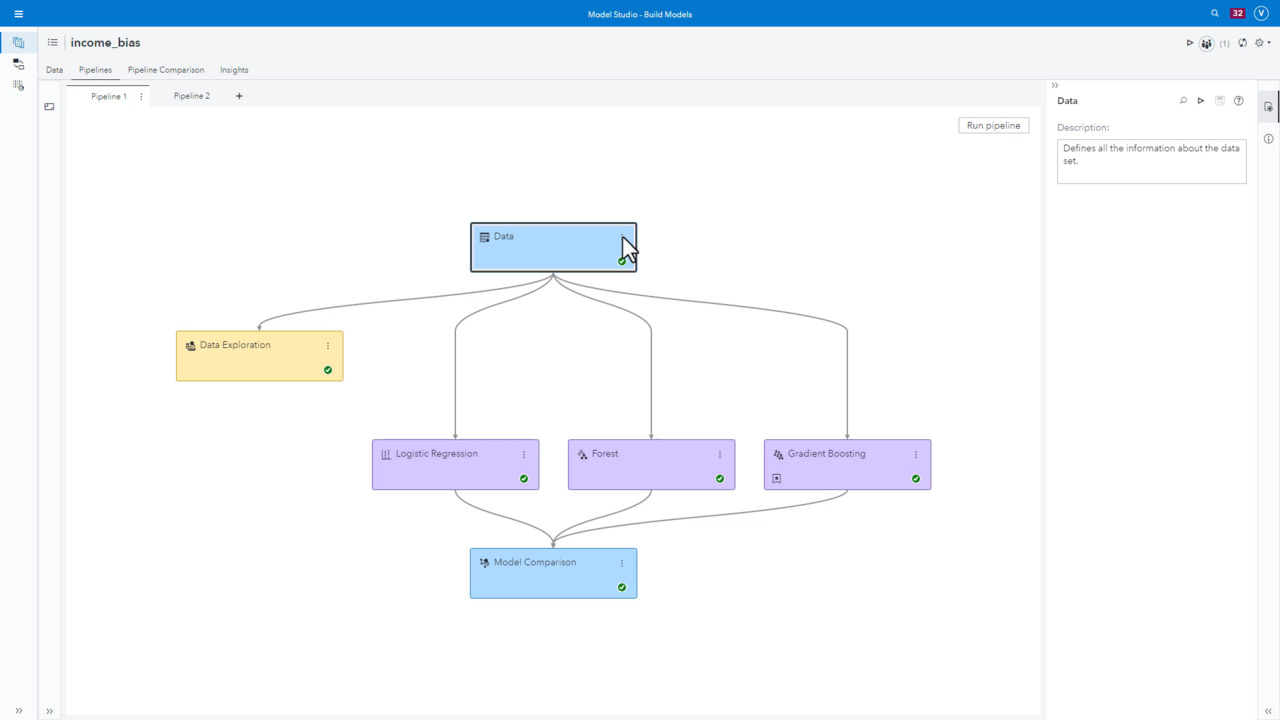 Model Studio - Build Models
32
V
income_bias
(1)
Data
Pipelines
Pipeline Comparison
Insights
Pipeline 1
Pipeline 2
+
Run pipeline
Data
Description:
Defines all the information about the data
set.
Data
Data Exploration
Logistic Regression
Forest
Gradient Boosting
Model Comparison